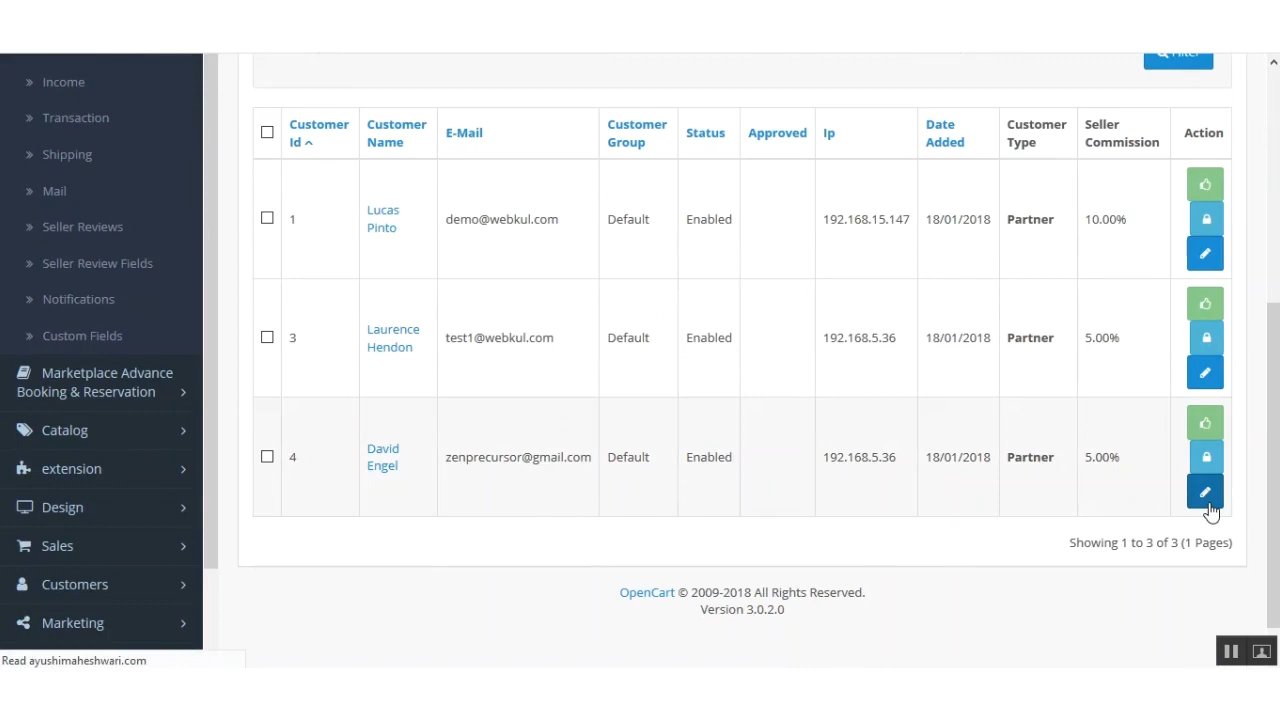 Filter
Income
Transaction
Shipping
Mail
Seller Reviews
Seller Review Fields
Notifications
Custom Fields
Marketplace Advance
Booking & Reservation
Catalog
extension
Design
Sales
Customers
Marketing
Customer Id
Customer Name
E-Mail
Customer Group
Status
Approved
Ip
Date Added
Customer Type
Seller Commission
Action
1
Lucas Pinto
demo@webkul.com
Default
Enabled
192.168.15.147
18/01/2018
Partner
10.00%
3
Laurence Hendon
test1@webkul.com
Default
Enabled
192.168.5.36
18/01/2018
Partner
5.00%
4
David Engel
zenprecursor@gmail.com
Default
Enabled
192.168.5.36
18/01/2018
Partner
5.00%
Showing 1 to 3 of 3 (1 Pages)
OpenCart © 2009-2018 All Rights Reserved.
Version 3.0.2.0
Read ayushimaheshwari.com